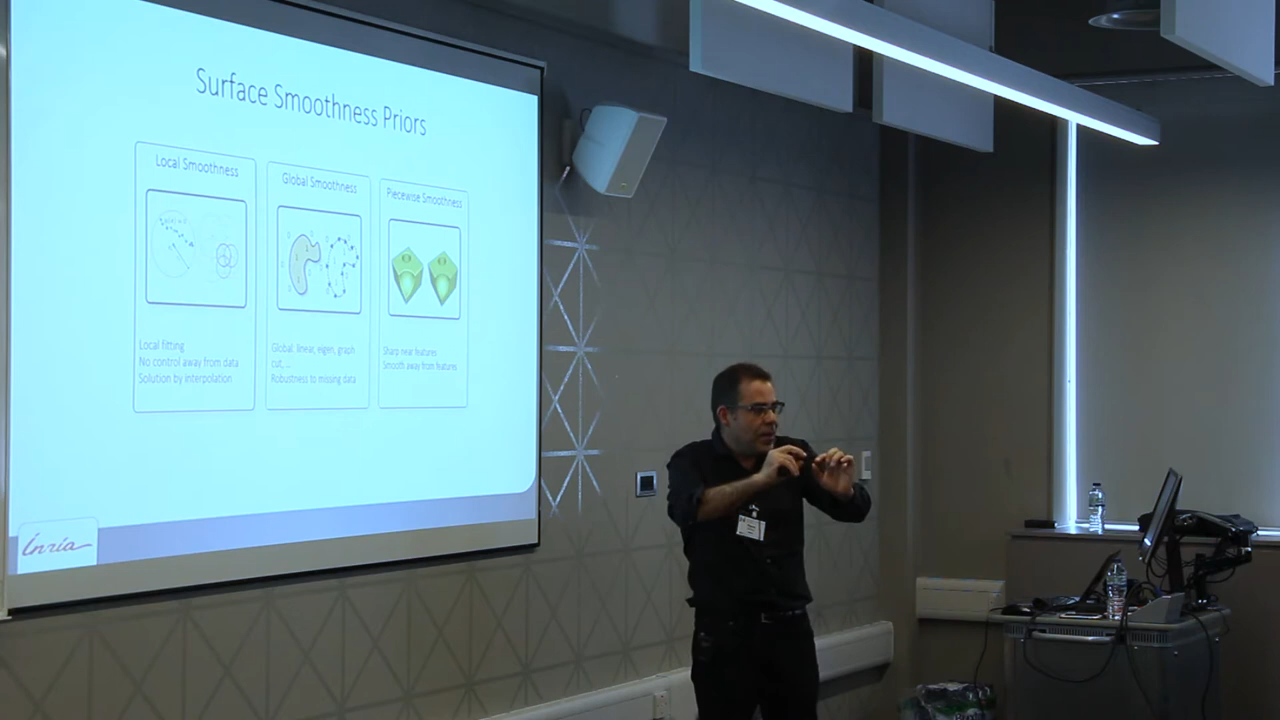 Surface Smoothness Priors
Local Smoothness
Local fitting
No control away from data
Solution by interpolation
Global Smoothness
Global: linear, eigen, graph
cut, ...
Robustness to missing data
Piecewise Smoothness
Sharp near features
Smooth away from features
Inria